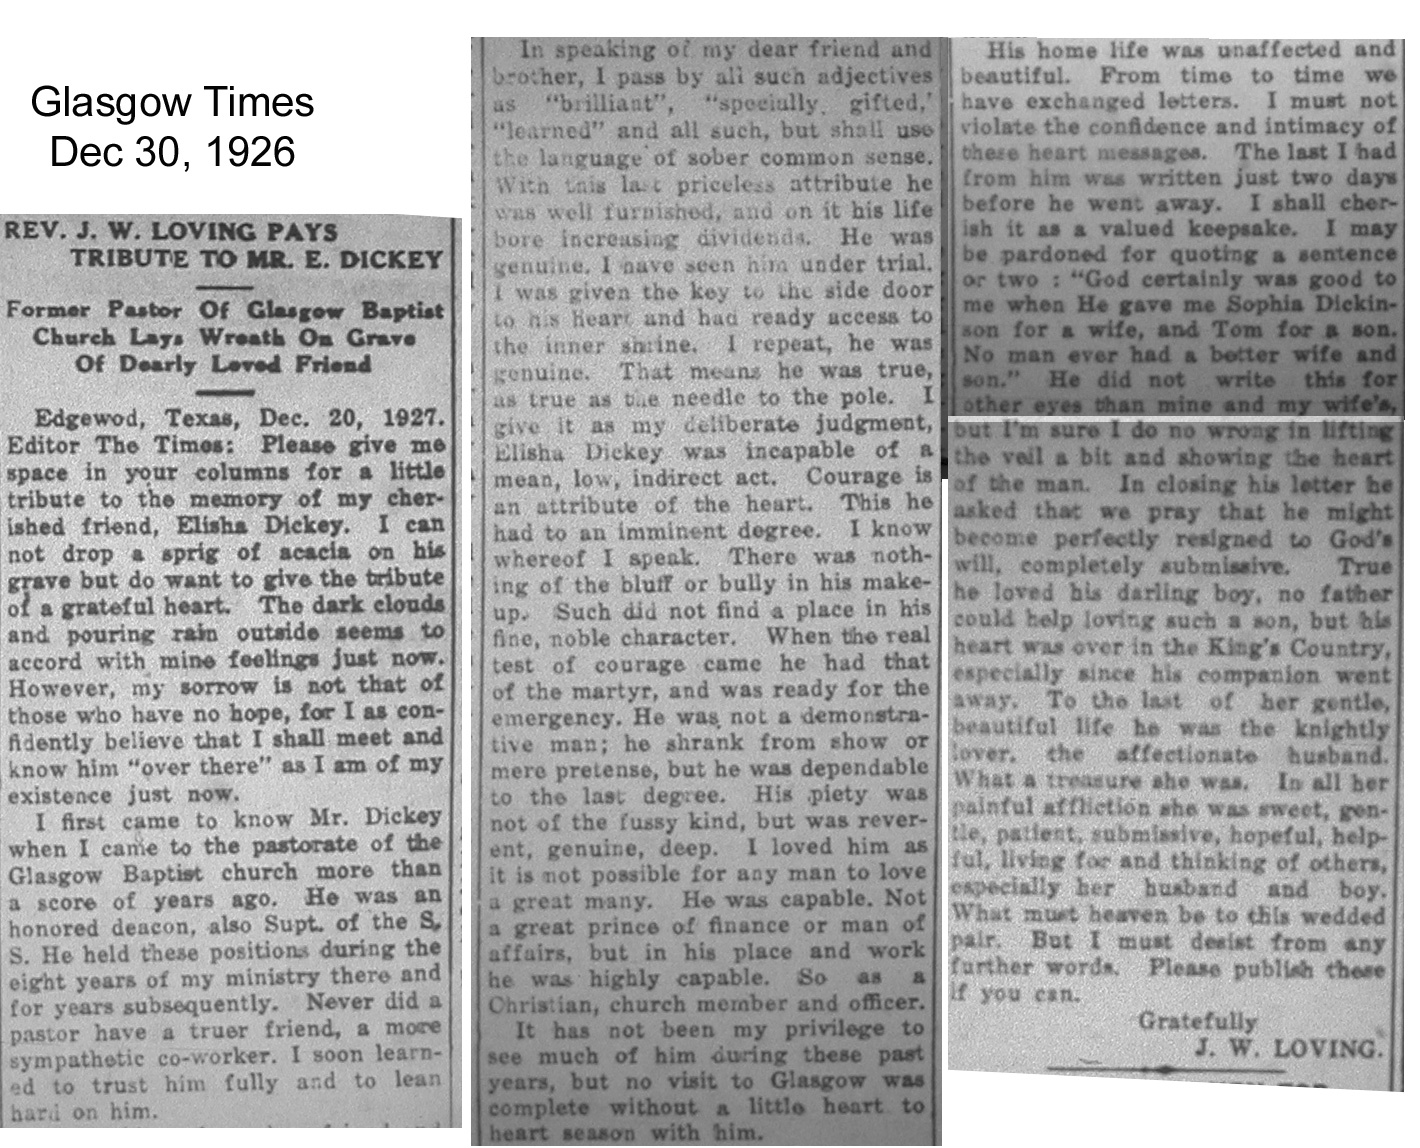 Glasgow Times
Dec 30, 1926
REV. J. W. LOVING PAYS
TRIBUTE TO MR. E. DICKEY
Former Pastor Of Glasgow Baptist
Church Lays Wreath On Grave
Of Dearly Loved Friend
Edgewod, Texas, Dec. 20, 1927.
Editor The Times: Please give me
space in your columns for a little
tribute to the memory of my cher-
ished friend, Elisha Dickey. I can
not drop a sprig of acacia on his
grave but do want to give the tribute
of a grateful heart. The dark clouds
and pouring rain outside seems to
accord with mine feelings just now.
However, my sorrow is not that of
those who have no hope, for I as con-
fidently believe that I shall meet and
know him "over there" as I am of my
existence just now.
I first came to know Mr. Dickey
when I came to the pastorate of the
Glasgow Baptist church more than
a score of years ago. He was an
honored deacon, also Supt. of the S.
S. He held these positions during the
eight years of my ministry there and
for years subsequently. Never did a
pastor have a truer friend, a more
sympathetic co-worker. I soon learn-
ed to trust him fully and to lean
hard on him.
In speaking of my dear friend and
brother, I pass by all such adjectives
as "brilliant", "specially gifted,'
"learned" and all such, but shall use
the language of sober common sense.
With this last priceless attribute he
was well furnished, and on it his life
bore increasing dividends. He was
genuine. I have seen him under trial.
I was given the key to the side door
to his heart and had ready access to
the inner shrine. I repeat, he was
genuine. That means he was true,
as true as the needle to the pole. I
give it as my deliberate judgment,
Elisha Dickey was incapable of a
mean, low, indirect act. Courage is
an attribute of the heart. This he
had to an imminent degree. I know
whereof I speak. There was noth-
ing of the bluff or bully in his make-
up. Such did not find a place in his
fine, noble character. When the real
test of courage came he had that
of the martyr, and was ready for the
emergency. He was not a demonstra-
tive man; he shrank from show or
mere pretense, but he was dependable
to the last degree. His piety was
not of the fussy kind, but was rever-
ent, genuine, deep. I loved him as
it is not possible for any man to love
a great many. He was capable. Not
a great prince of finance or man of
affairs, but in his place and work
he was highly capable. So as a
Christian, church member and officer.
It has not been my privilege to
see much of him during these past
years, but no visit to Glasgow was
complete without a little heart to
heart season with him.
His home life was unaffected and
beautiful. From time to time we
have exchanged letters. I must not
violate the confidence and intimacy of
these heart messages. The last I had
from him was written just two days
before he went away. I shall cher-
ish it as a valued keepsake. I may
be pardoned for quoting a sentence
or two : "God certainly was good to
me when He gave me Sophia Dickin-
son for a wife, and Tom for a son.
No man ever had a better wife and
son." He did not write this for
other eyes than mine and my wife's,
but I'm sure I do no wrong in lifting
the veil a bit and showing the heart
of the man. In closing his letter he
asked that we pray that he might
become perfectly resigned to God's
will, completely submissive. True
he loved his darling boy, no father
could help loving such a son, but his
heart was over in the King's Country,
especially since his companion went
away. To the last of her gentle,
beautiful life he was the knightly
lover, the affectionate husband.
What a treasure she was. In all her
painful affliction she was sweet, gen-
tle, patient, submissive, hopeful, help-
ful, living for and thinking of others,
especially her husband and boy.
What must heaven be to this wedded
pair. But I must desist from any
further words. Please publish these
if you can.
Gratefully
J. W. LOVING.